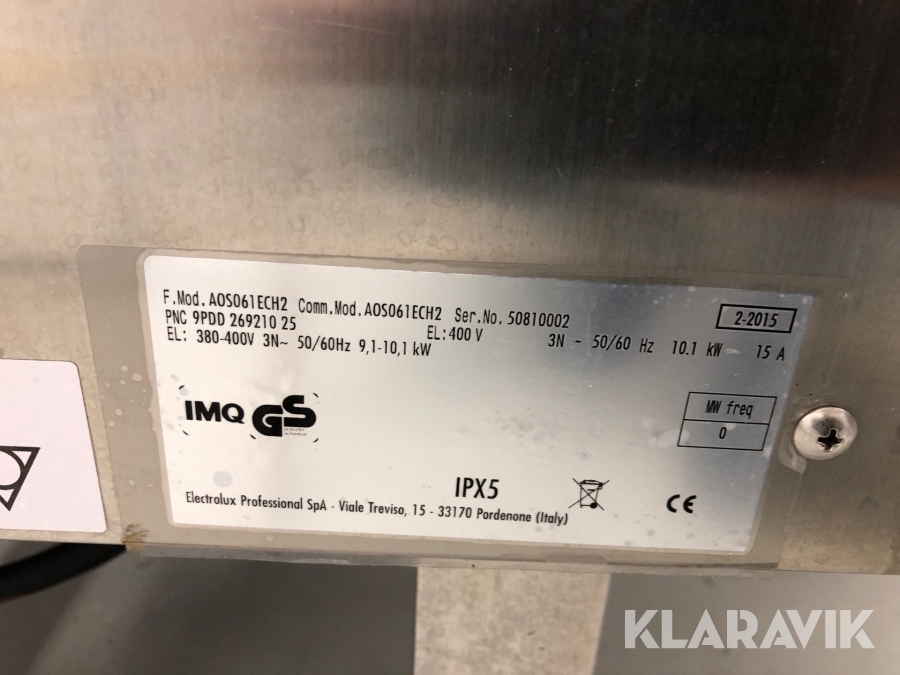 KLARAVIK
F.Mod. AOS061ECH2 Comm.Mod. AOS061ECH2 Ser.No. 50810002
2-2015
PNC 9PDD 269210 25 EL:400 V 3N ~ 50/60 Hz 10.1 kW 15 A
EL: 380-400V 3N~ 50/60Hz 9,1-10,1 kW
MW freq
0
IMQ GS
IPX5
CE
Electrolux Professional SpA - Viale Treviso, 15 - 33170 Pordenone (Italy)
KLARAVIK